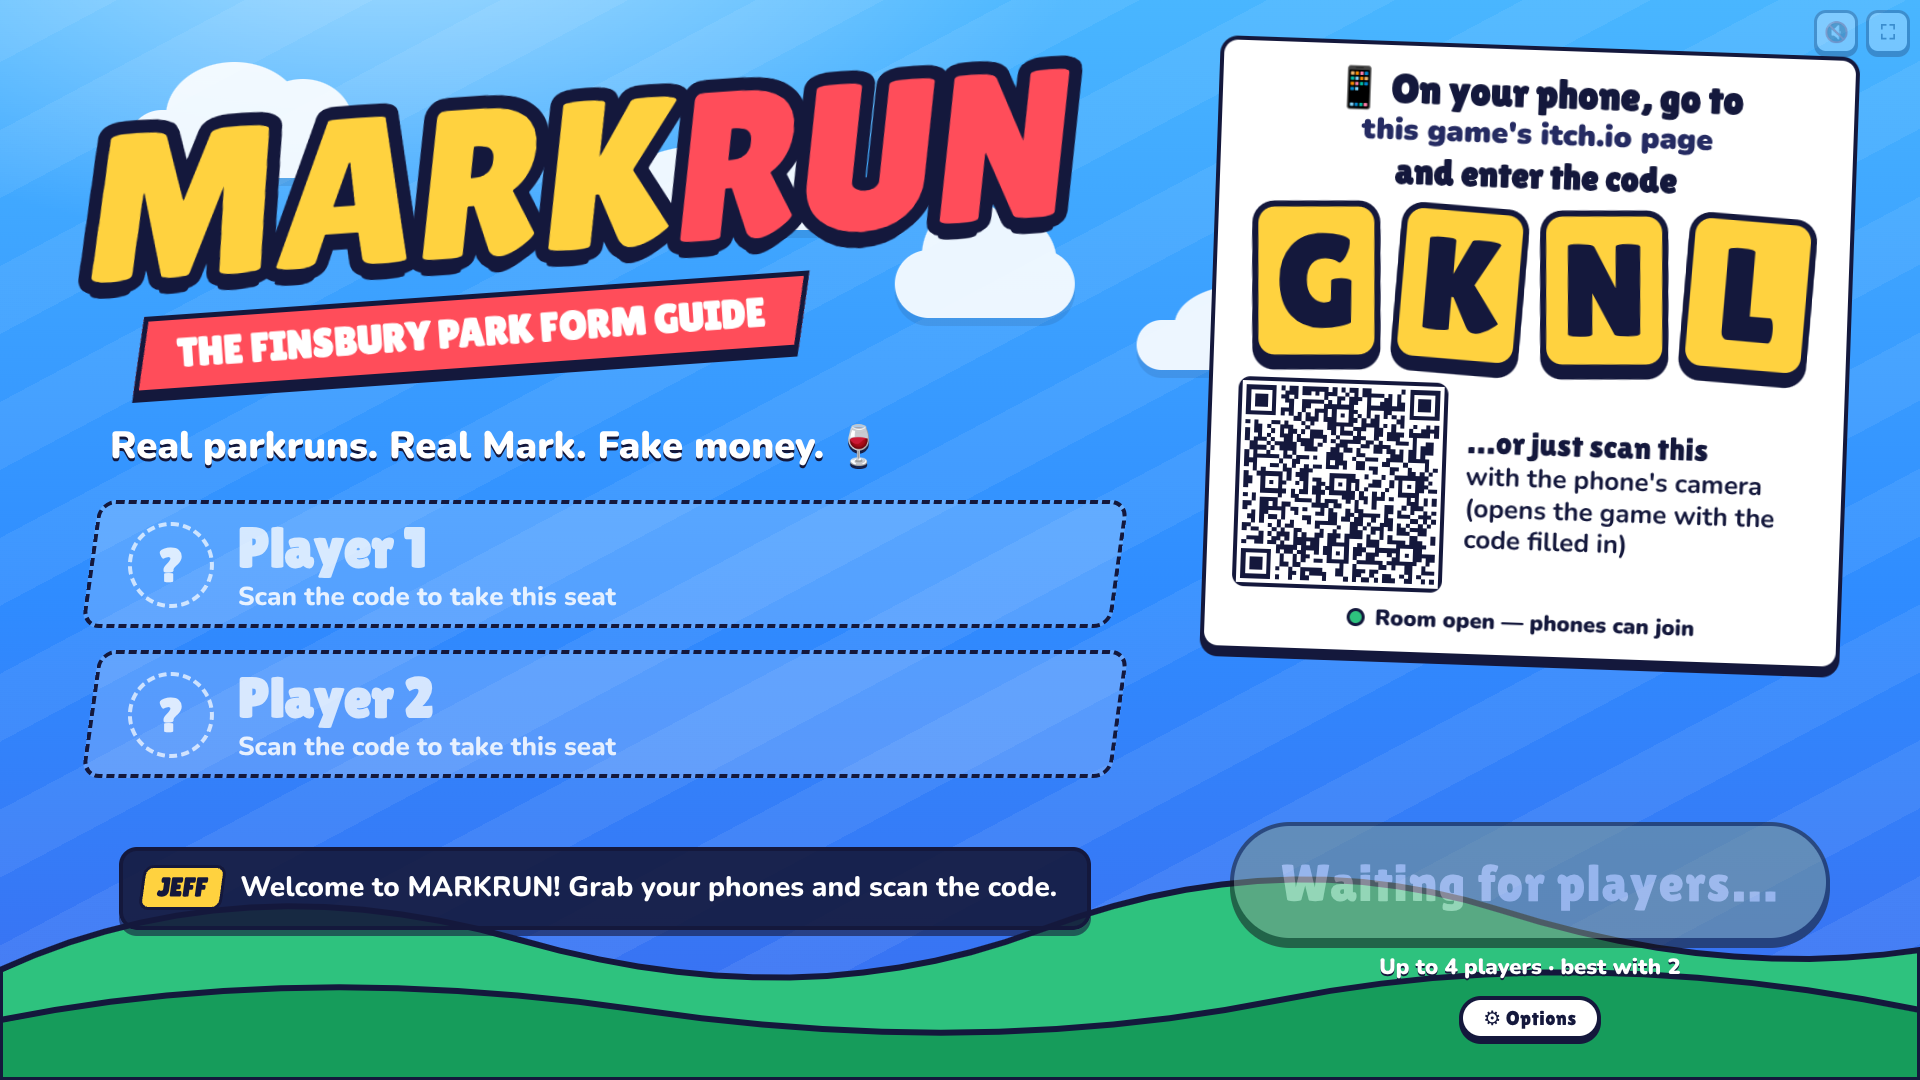 MARKRUN
THE FINSBURY PARK FORM GUIDE
Real parkruns. Real Mark. Fake money.
?
Player 1
Scan the code to take this seat
?
Player 2
Scan the code to take this seat
JEFF Welcome to MARKRUN! Grab your phones and scan the code.
On your phone, go to
this game's itch.io page
and enter the code
G K N L
...or just scan this
with the phone's camera
(opens the game with the
code filled in)
Room open — phones can join
Waiting for players...
Up to 4 players · best with 2
Options